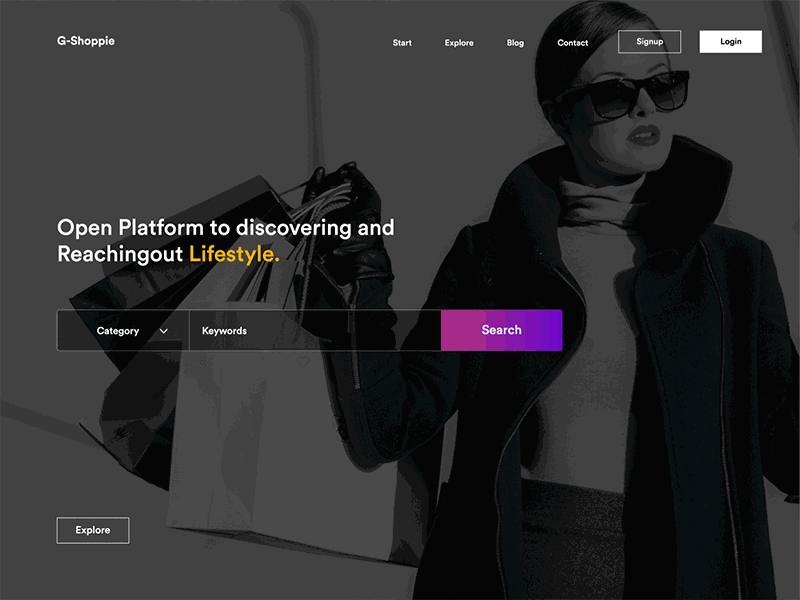 G-Shoppie
Start
Explore
Blog
Contact
Signup
Login
Open Platform to discovering and
Reachingout Lifestyle.
Category
Keywords
Search
Explore